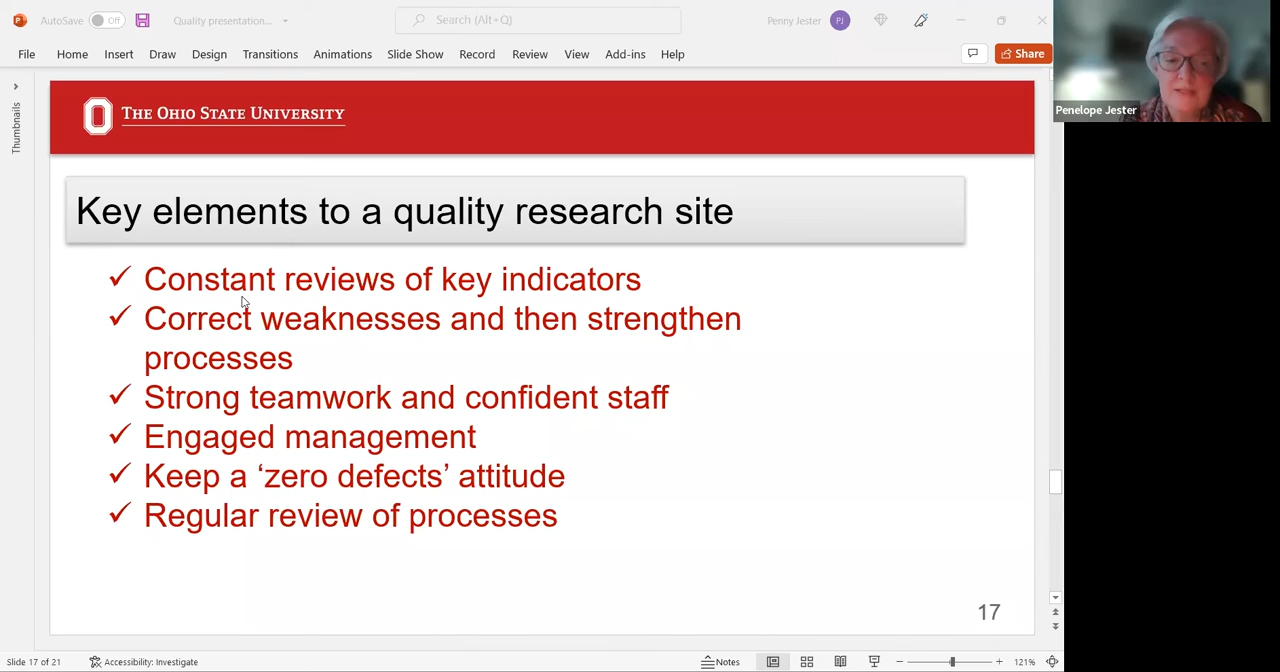 AutoSave Off Quality presentation... Search (Alt+Q) Penny Jester PJ
File Home Insert Draw Design Transitions Animations Slide Show Record Review View Add-ins Help Share
Penelope Jester
Thumbnails
THE OHIO STATE UNIVERSITY
Key elements to a quality research site
✓ Constant reviews of key indicators
✓ Correct weaknesses and then strengthen
processes
✓ Strong teamwork and confident staff
✓ Engaged management
✓ Keep a ‘zero defects’ attitude
✓ Regular review of processes
17
Slide 17 of 21 Accessibility: Investigate Notes 121%